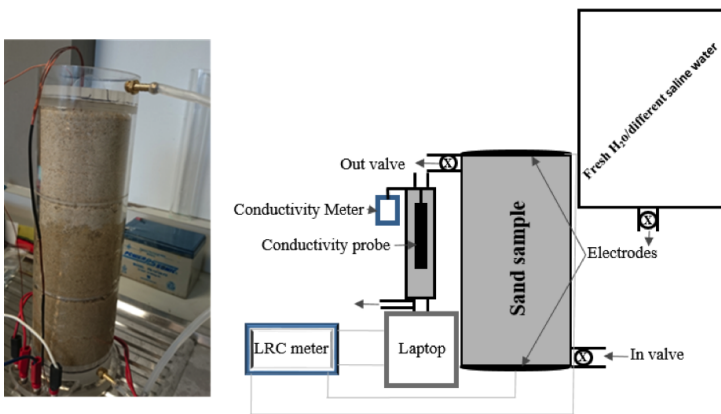 Fresh H₂o/different saline water
Out valve
Conductivity Meter
Conductivity probe
Electrodes
Sand sample
LRC meter
Laptop
In valve
X
X
X